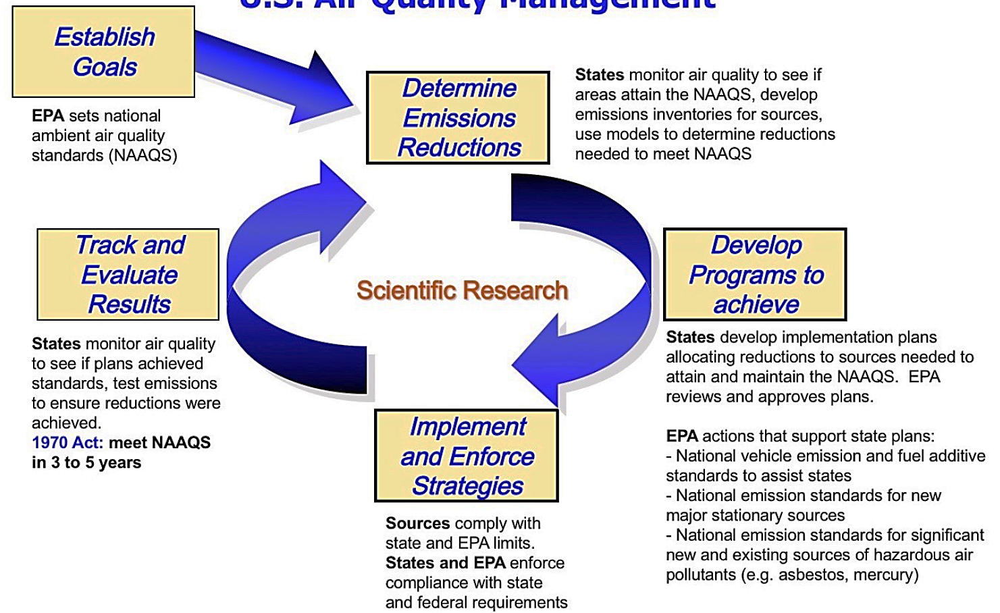 U.S. Air Quality Management
Establish
Goals
EPA sets national
ambient air quality
standards (NAAQS)
Determine
Emissions
Reductions
States monitor air quality to see if
areas attain the NAAQS, develop
emissions inventories for sources,
use models to determine reductions
needed to meet NAAQS
Track and
Evaluate
Results
States monitor air quality
to see if plans achieved
standards, test emissions
to ensure reductions were
achieved.
1970 Act: meet NAAQS
in 3 to 5 years
Scientific Research
Develop
Programs to
achieve
States develop implementation plans
allocating reductions to sources needed to
attain and maintain the NAAQS.  EPA
reviews and approves plans.
EPA actions that support state plans:
- National vehicle emission and fuel additive
standards to assist states
- National emission standards for new
major stationary sources
- National emission standards for significant
new and existing sources of hazardous air
pollutants (e.g. asbestos, mercury)
Implement
and Enforce
Strategies
Sources comply with
state and EPA limits.
States and EPA enforce
compliance with state
and federal requirements